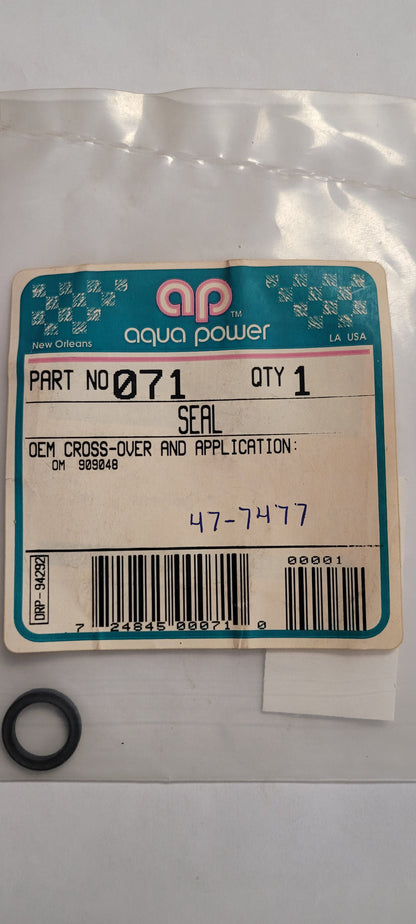 ap™
aqua power
New Orleans
LA USA
PART NO 071 QTY 1
SEAL
OEM CROSS-OVER AND APPLICATION:
OM 909048
47-7477
DRP-94292
00001
7 24845 00071 0